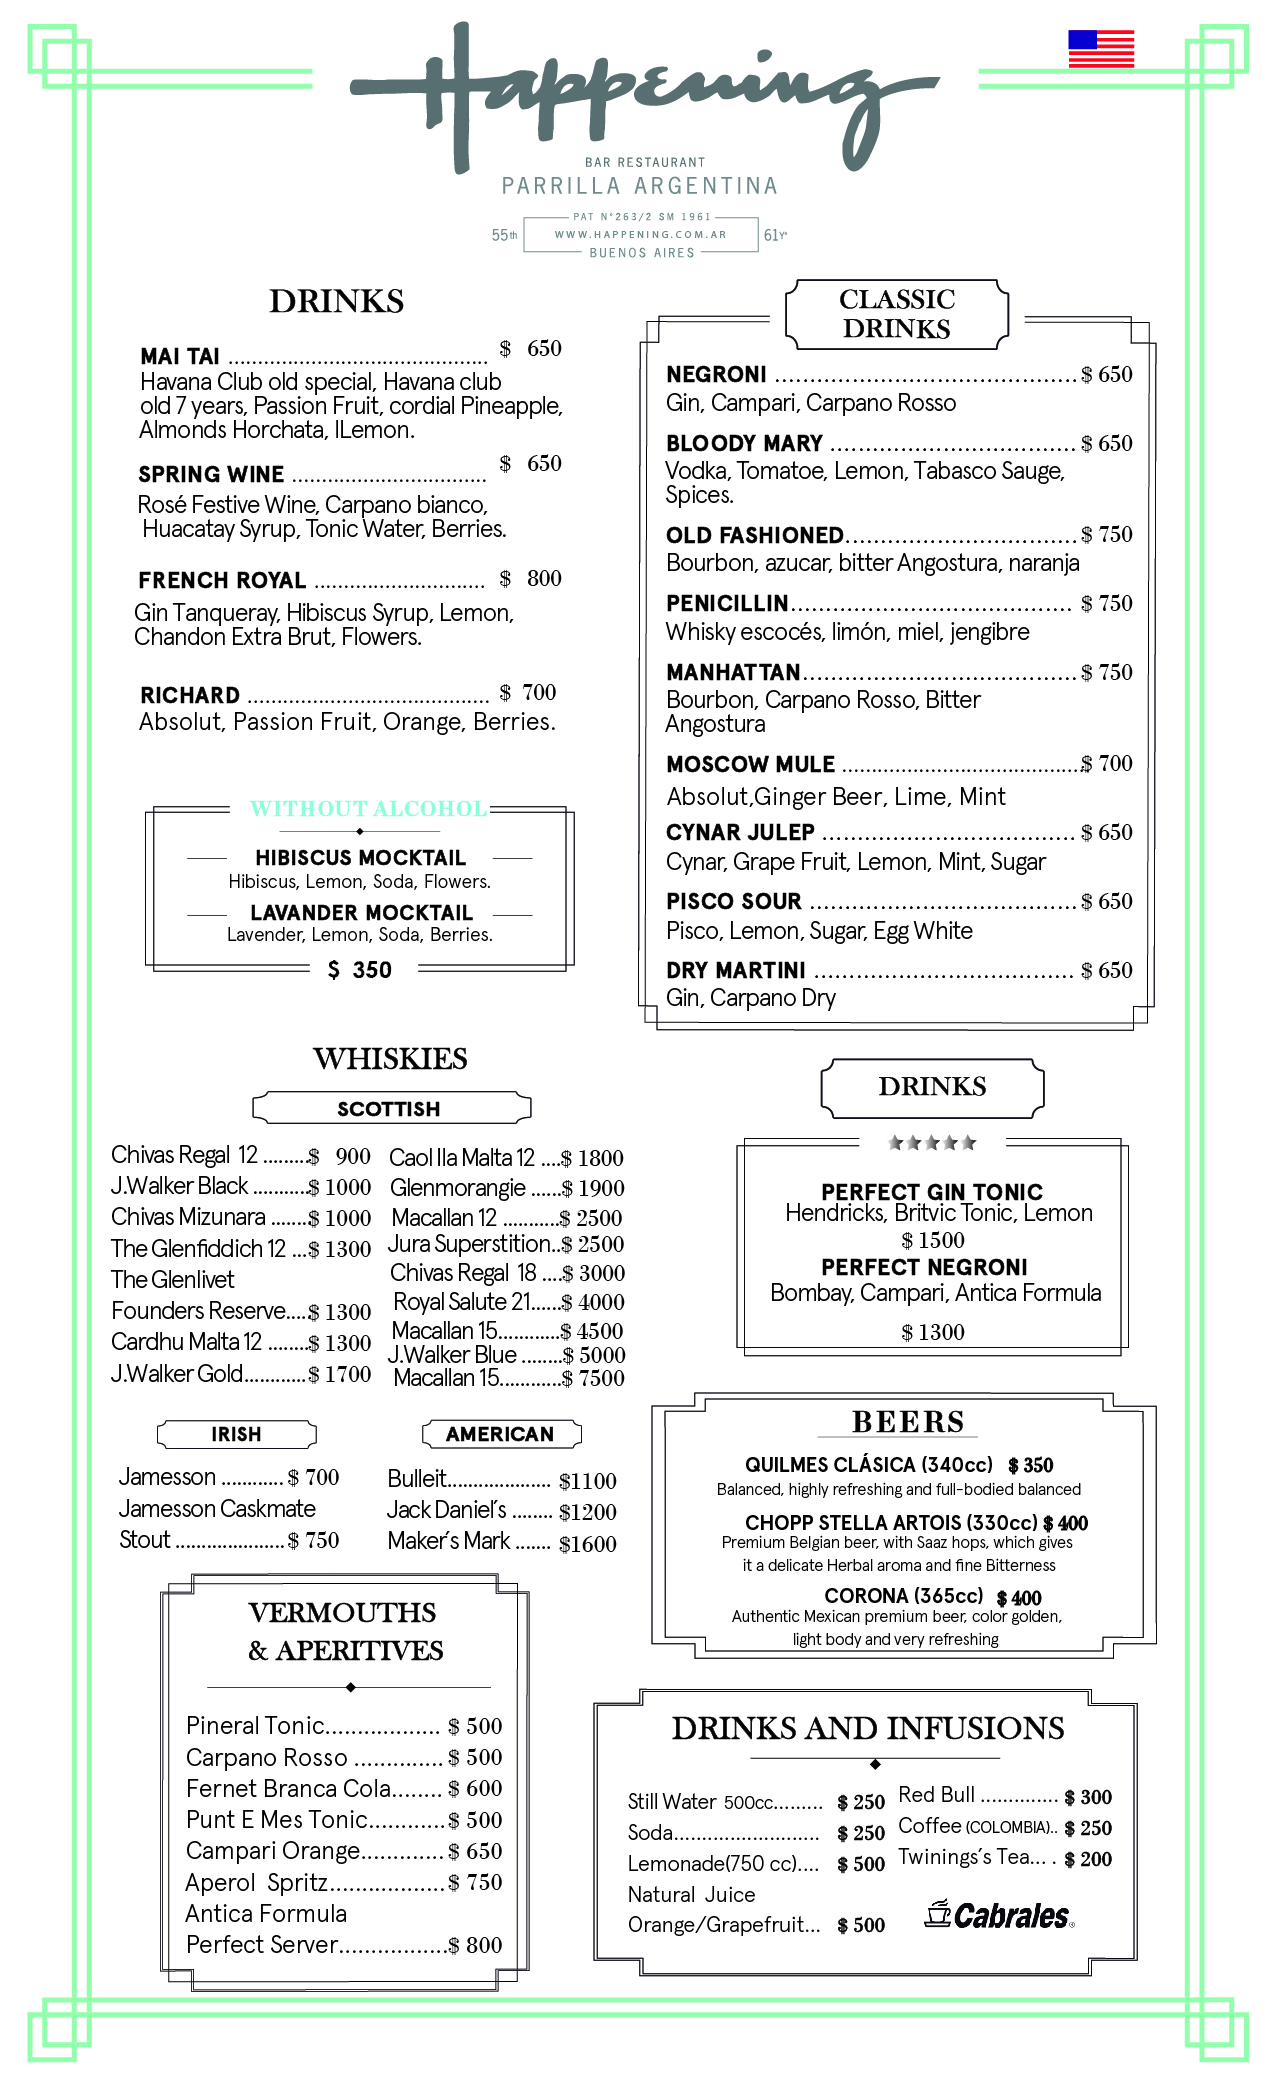 Happening
BAR RESTAURANT
PARRILLA ARGENTINA
PAT N°263/2 SM 1961
55th WWW.HAPPENING.COM.AR 61Yº
BUENOS AIRES
DRINKS
MAI TAI ............................................ $ 650
Havana Club old special, Havana club
old 7 years, Passion Fruit, cordial Pineapple,
Almonds Horchata, lLemon.
SPRING WINE ................................. $ 650
Rosé Festive Wine, Carpano bianco,
Huacatay Syrup, Tonic Water, Berries.
FRENCH ROYAL ............................. $ 800
Gin Tanqueray, Hibiscus Syrup, Lemon,
Chandon Extra Brut, Flowers.
RICHARD ......................................... $ 700
Absolut, Passion Fruit, Orange, Berries.
WITHOUT ALCOHOL
HIBISCUS MOCKTAIL
Hibiscus, Lemon, Soda, Flowers.
LAVANDER MOCKTAIL
Lavender, Lemon, Soda, Berries.
$ 350
CLASSIC
DRINKS
NEGRONI ........................................... $ 650
Gin, Campari, Carpano Rosso
BLOODY MARY ................................... $ 650
Vodka, Tomatoe, Lemon, Tabasco Sauge,
Spices.
OLD FASHIONED................................. $ 750
Bourbon, azucar, bitter Angostura, naranja
PENICILLIN........................................ $ 750
Whisky escocés, limón, miel, jengibre
MANHATTAN....................................... $ 750
Bourbon, Carpano Rosso, Bitter
Angostura
MOSCOW MULE .........................................$ 700
Absolut,Ginger Beer, Lime, Mint
CYNAR JULEP .................................... $ 650
Cynar, Grape Fruit, Lemon, Mint, Sugar
PISCO SOUR ...................................... $ 650
Pisco, Lemon, Sugar, Egg White
DRY MARTINI ..................................... $ 650
Gin, Carpano Dry
WHISKIES
SCOTTISH
Chivas Regal 12 ........$ 900
J.Walker Black ..........$ 1000
Chivas Mizunara .......$ 1000
The Glenfiddich 12 ...$ 1300
The Glenlivet
Founders Reserve....$ 1300
Cardhu Malta 12 ........$ 1300
J.Walker Gold............$ 1700
Caol Ila Malta 12 ....$ 1800
Glenmorangie ......$ 1900
Macallan 12 ...........$ 2500
Jura Superstition..$ 2500
Chivas Regal 18 ....$ 3000
Royal Salute 21......$ 4000
Macallan 15............$ 4500
J.Walker Blue ........$ 5000
Macallan 15............$ 7500
IRISH
Jamesson ............ $ 700
Jamesson Caskmate
Stout .................... $ 750
AMERICAN
Bulleit.................... $1100
Jack Daniel's ........ $1200
Maker's Mark ....... $1600
DRINKS
PERFECT GIN TONIC
Hendricks, Britvic Tonic, Lemon
$ 1500
PERFECT NEGRONI
Bombay, Campari, Antica Formula
$ 1300
BEERS
QUILMES CLÁSICA (340cc) $ 350
Balanced, highly refreshing and full-bodied balanced
CHOPP STELLA ARTOIS (330cc) $ 400
Premium Belgian beer, with Saaz hops, which gives
it a delicate Herbal aroma and fine Bitterness
CORONA (365cc) $ 400
Authentic Mexican premium beer, color golden,
light body and very refreshing
VERMOUTHS
& APERITIVES
Pineral Tonic.................. $ 500
Carpano Rosso .............. $ 500
Fernet Branca Cola........ $ 600
Punt E Mes Tonic............ $ 500
Campari Orange............. $ 650
Aperol Spritz.................. $ 750
Antica Formula
Perfect Server.................$ 800
DRINKS AND INFUSIONS
Still Water 500cc......... $ 250
Soda.......................... $ 250
Lemonade(750 cc).... $ 500
Natural Juice
Orange/Grapefruit... $ 500
Red Bull .............. $ 300
Coffee (COLOMBIA).. $ 250
Twinings's Tea... . $ 200
Cabrales®